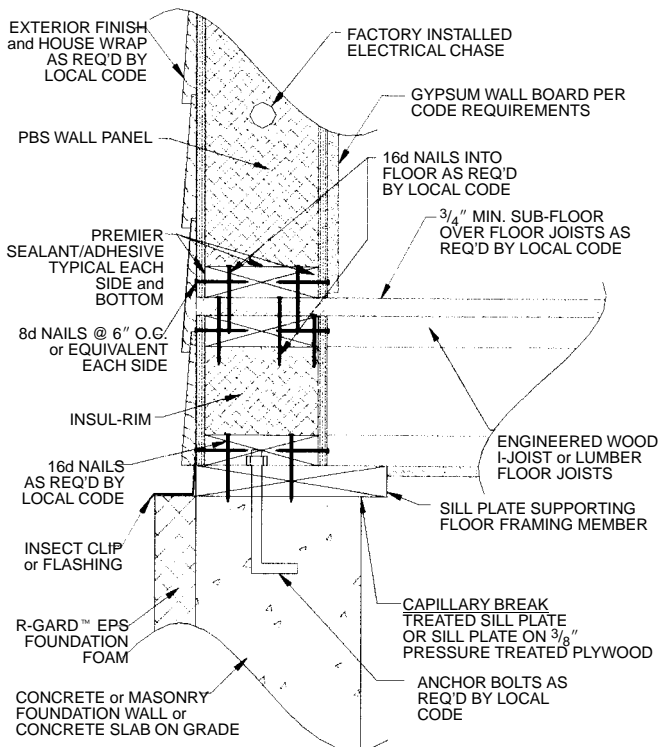 EXTERIOR FINISH
and HOUSE WRAP
AS REQ'D BY
LOCAL CODE
FACTORY INSTALLED
ELECTRICAL CHASE
GYPSUM WALL BOARD PER
CODE REQUIREMENTS
PBS WALL PANEL
16d NAILS INTO
FLOOR AS REQ'D
BY LOCAL CODE
3/4" MIN. SUB-FLOOR
OVER FLOOR JOISTS AS
REQ'D BY LOCAL CODE
PREMIER
SEALANT/ADHESIVE
TYPICAL EACH
SIDE and
BOTTOM
8d NAILS @ 6" O.C.
or EQUIVALENT
EACH SIDE
INSUL-RIM
ENGINEERED WOOD
I-JOIST or LUMBER
FLOOR JOISTS
16d NAILS
AS REQ'D BY
LOCAL CODE
SILL PLATE SUPPORTING
FLOOR FRAMING MEMBER
INSECT CLIP
or FLASHING
R-GARD™ EPS
FOUNDATION
FOAM
CAPILLARY BREAK
TREATED SILL PLATE
OR SILL PLATE ON 3/8"
PRESSURE TREATED PLYWOOD
ANCHOR BOLTS AS
REQ'D BY LOCAL
CODE
CONCRETE or MASONRY
FOUNDATION WALL or
CONCRETE SLAB ON GRADE